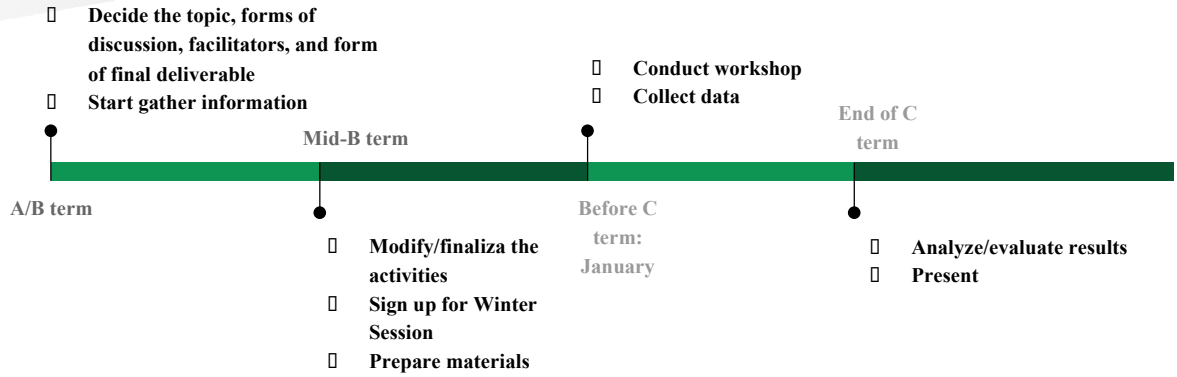 Decide the topic, forms of
discussion, facilitators, and form
of final deliverable
Start gather information
Mid-B term
Conduct workshop
Collect data
End of C
term
A/B term
Before C
term:
January
Modify/finaliza the
activities
Sign up for Winter
Session
Prepare materials
Analyze/evaluate results
Present